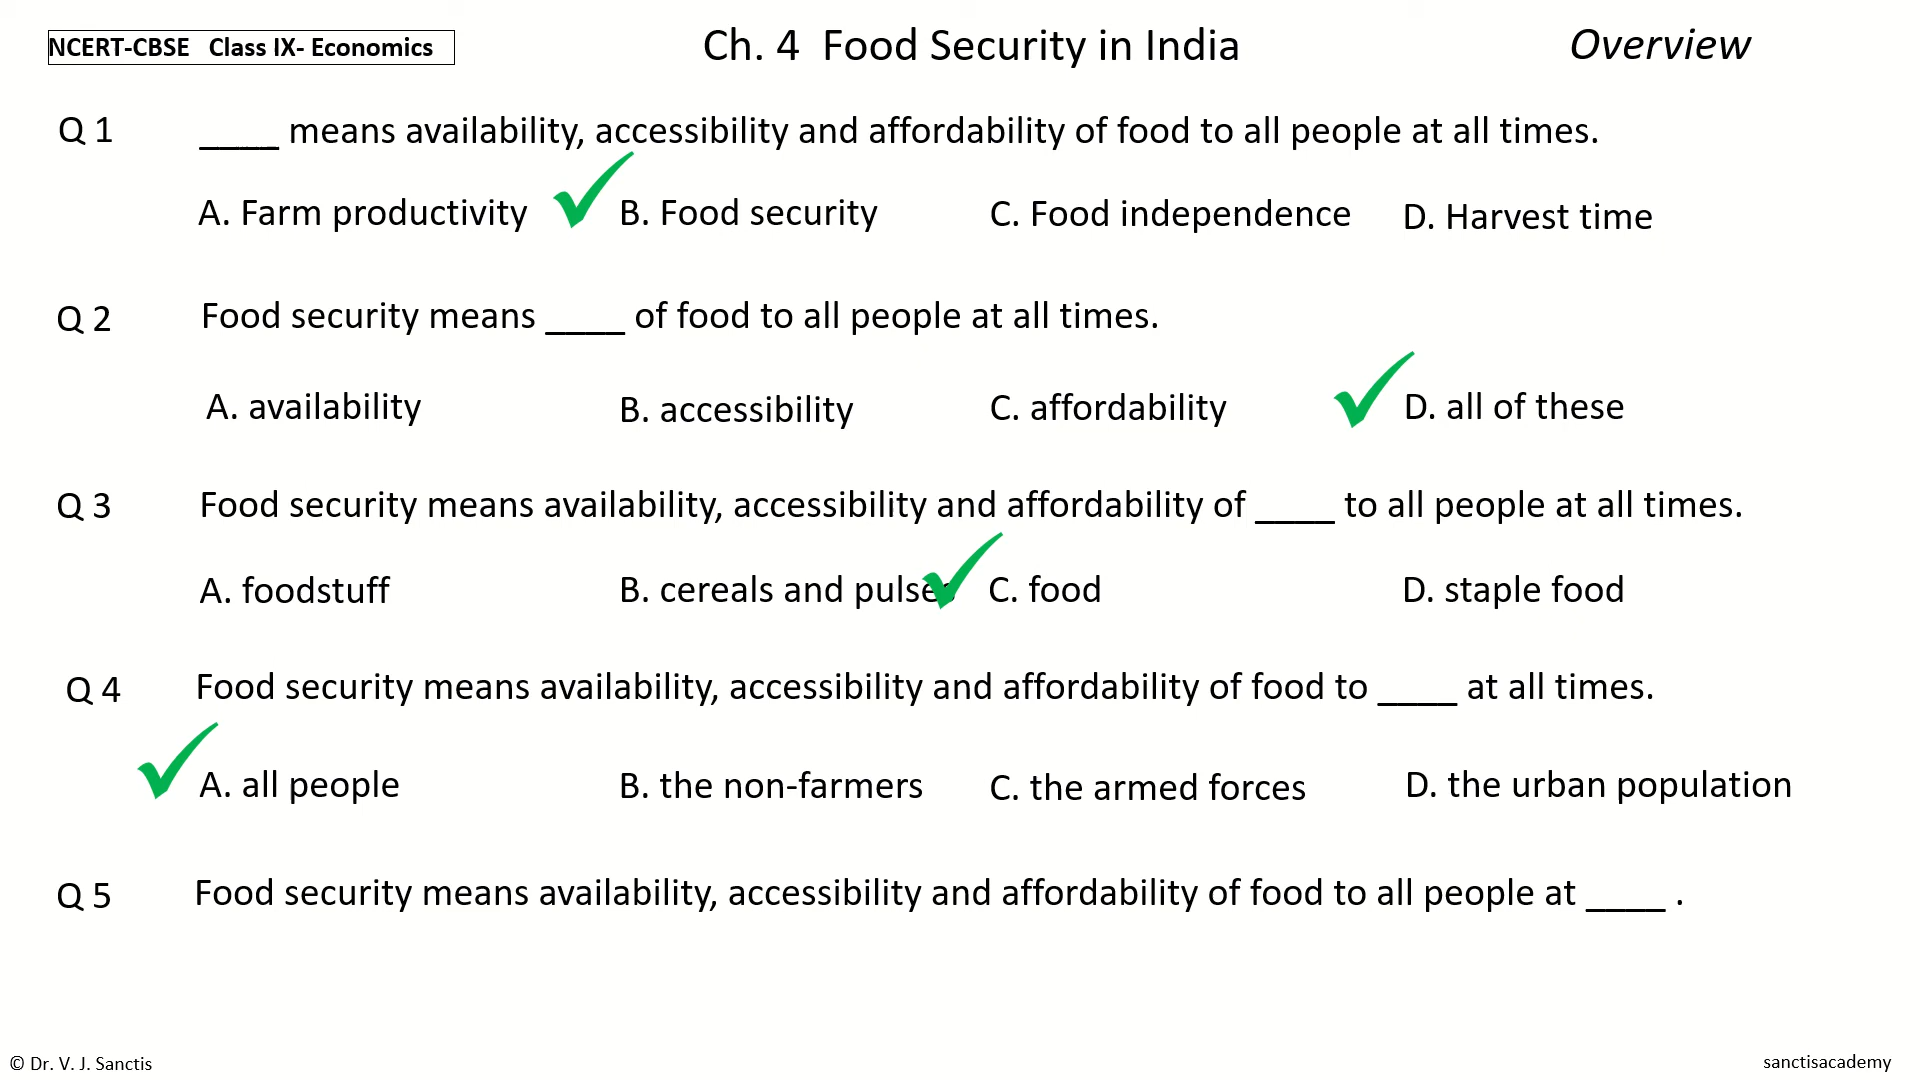 NCERT-CBSE Class IX- Economics Ch. 4 Food Security in India Overview
Q 1 ____ means availability, accessibility and affordability of food to all people at all times.
A. Farm productivity B. Food security C. Food independence D. Harvest time
Q 2 Food security means ____ of food to all people at all times.
A. availability B. accessibility C. affordability D. all of these
Q 3 Food security means availability, accessibility and affordability of ____ to all people at all times.
A. foodstuff B. cereals and pulses C. food D. staple food
Q 4 Food security means availability, accessibility and affordability of food to ____ at all times.
A. all people B. the non-farmers C. the armed forces D. the urban population
Q 5 Food security means availability, accessibility and affordability of food to all people at ____ .
© Dr. V. J. Sanctis sanctisacademy